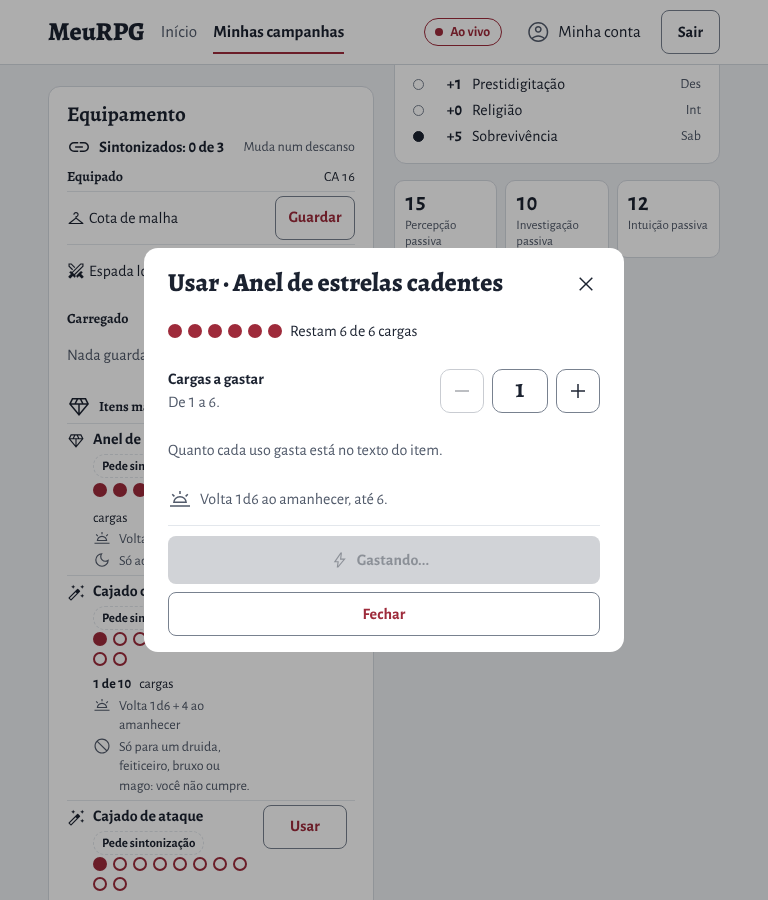 MeuRPG Início Minhas campanhas Ao vivo Minha conta Sair
+1 Prestidigitação Des
+0 Religião Int
+5 Sobrevivência Sab
15 10 12
Percepção passiva Investigação passiva Intuição passiva
Equipamento
Sintonizados: 0 de 3 Muda num descanso
Equipado CA 16
Cota de malha Guardar
Espada
Carregado
Nada
Itens
Anel de
Pede
cargas
Só
Cajado
Pede
1 de 10 cargas
Volta 1d6 + 4 ao
amanhecer
Só para um druida,
feiticeiro, bruxo ou
mago: você não cumpre.
Cajado de ataque Usar
Pede sintonização
Usar · Anel de estrelas cadentes
Restam 6 de 6 cargas
Cargas a gastar
De 1 a 6.
1
Quanto cada uso gasta está no texto do item.
Volta 1d6 ao amanhecer, até 6.
Gastando...
Fechar